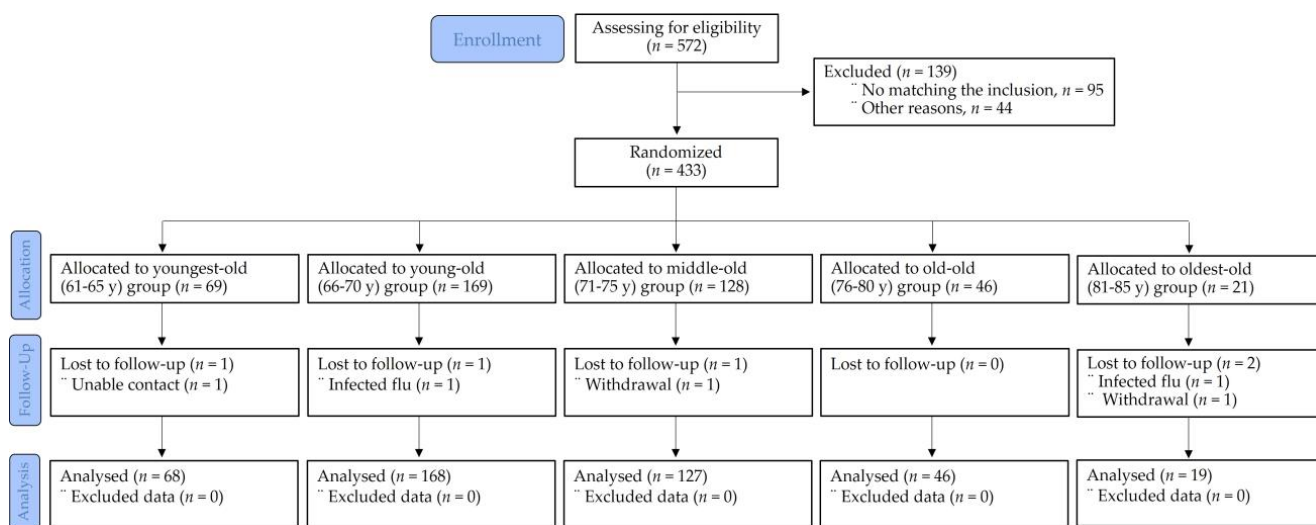 Enrollment
Assessing for eligibility
(n = 572)
Excluded (n = 139)
¨ No matching the inclusion, n = 95
¨ Other reasons, n = 44
Randomized
(n = 433)
Allocation
Allocated to youngest-old
(61-65 y) group (n = 69)
Allocated to young-old
(66-70 y) group (n = 169)
Allocated to middle-old
(71-75 y) group (n = 128)
Allocated to old-old
(76-80 y) group (n = 46)
Allocated to oldest-old
(81-85 y) group (n = 21)
Follow-Up
Lost to follow-up (n = 1)
¨ Unable contact (n = 1)
Lost to follow-up (n = 1)
¨ Infected flu (n = 1)
Lost to follow-up (n = 1)
¨ Withdrawal (n = 1)
Lost to follow-up (n = 0)
Lost to follow-up (n = 2)
¨ Infected flu (n = 1)
¨ Withdrawal (n = 1)
Analysis
Analysed (n = 68)
¨ Excluded data (n = 0)
Analysed (n = 168)
¨ Excluded data (n = 0)
Analysed (n = 127)
¨ Excluded data (n = 0)
Analysed (n = 46)
¨ Excluded data (n = 0)
Analysed (n = 19)
¨ Excluded data (n = 0)